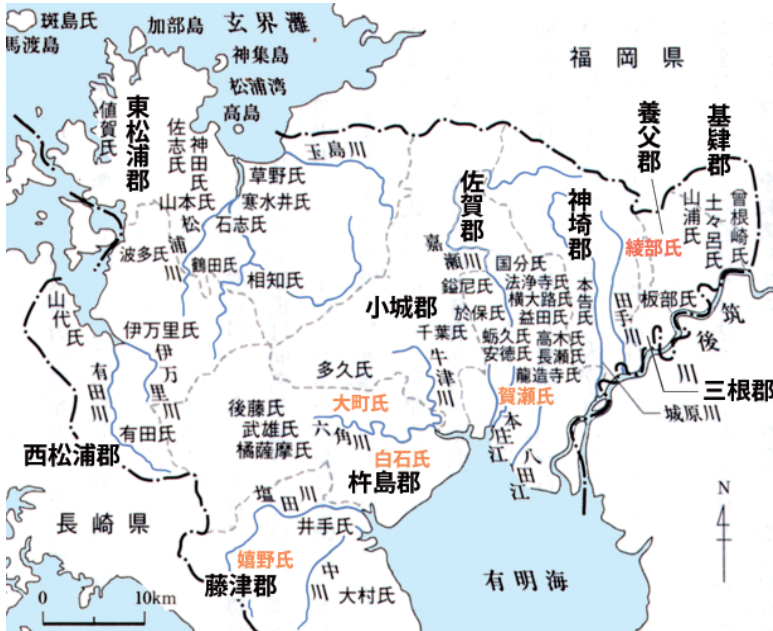 斑島氏
馬渡島
加部島
玄界灘
神集島
松浦湾
高島
福岡県
東松浦郡
値賀氏
佐志氏
神田氏
玉島川
草野氏
山本氏
寒水井氏
石志氏
松浦川
波多氏
鶴田氏
相知氏
佐賀郡
神埼郡
養父郡
基肄郡
曽根崎氏
土々呂氏
山浦氏
綾部氏
嘉瀬川
国分氏
法浄寺氏
鎰尼氏
横大路氏
益田氏
於保氏
本告氏
田手川
板部氏
筑後川
小城郡
千葉氏
蛎久氏
高木氏
安徳氏
長瀬氏
龍造寺氏
牛津川
賀瀬氏
三根郡
城原川
山代氏
伊万里氏
伊万里川
有田川
有田氏
西松浦郡
多久氏
大町氏
後藤氏
武雄氏
橘薩摩氏
六角川
白石氏
杵島郡
本庄江
八田江
塩田川
井手氏
長崎県
嬉野氏
藤津郡
中川
大村氏
有明海
N
0 10km